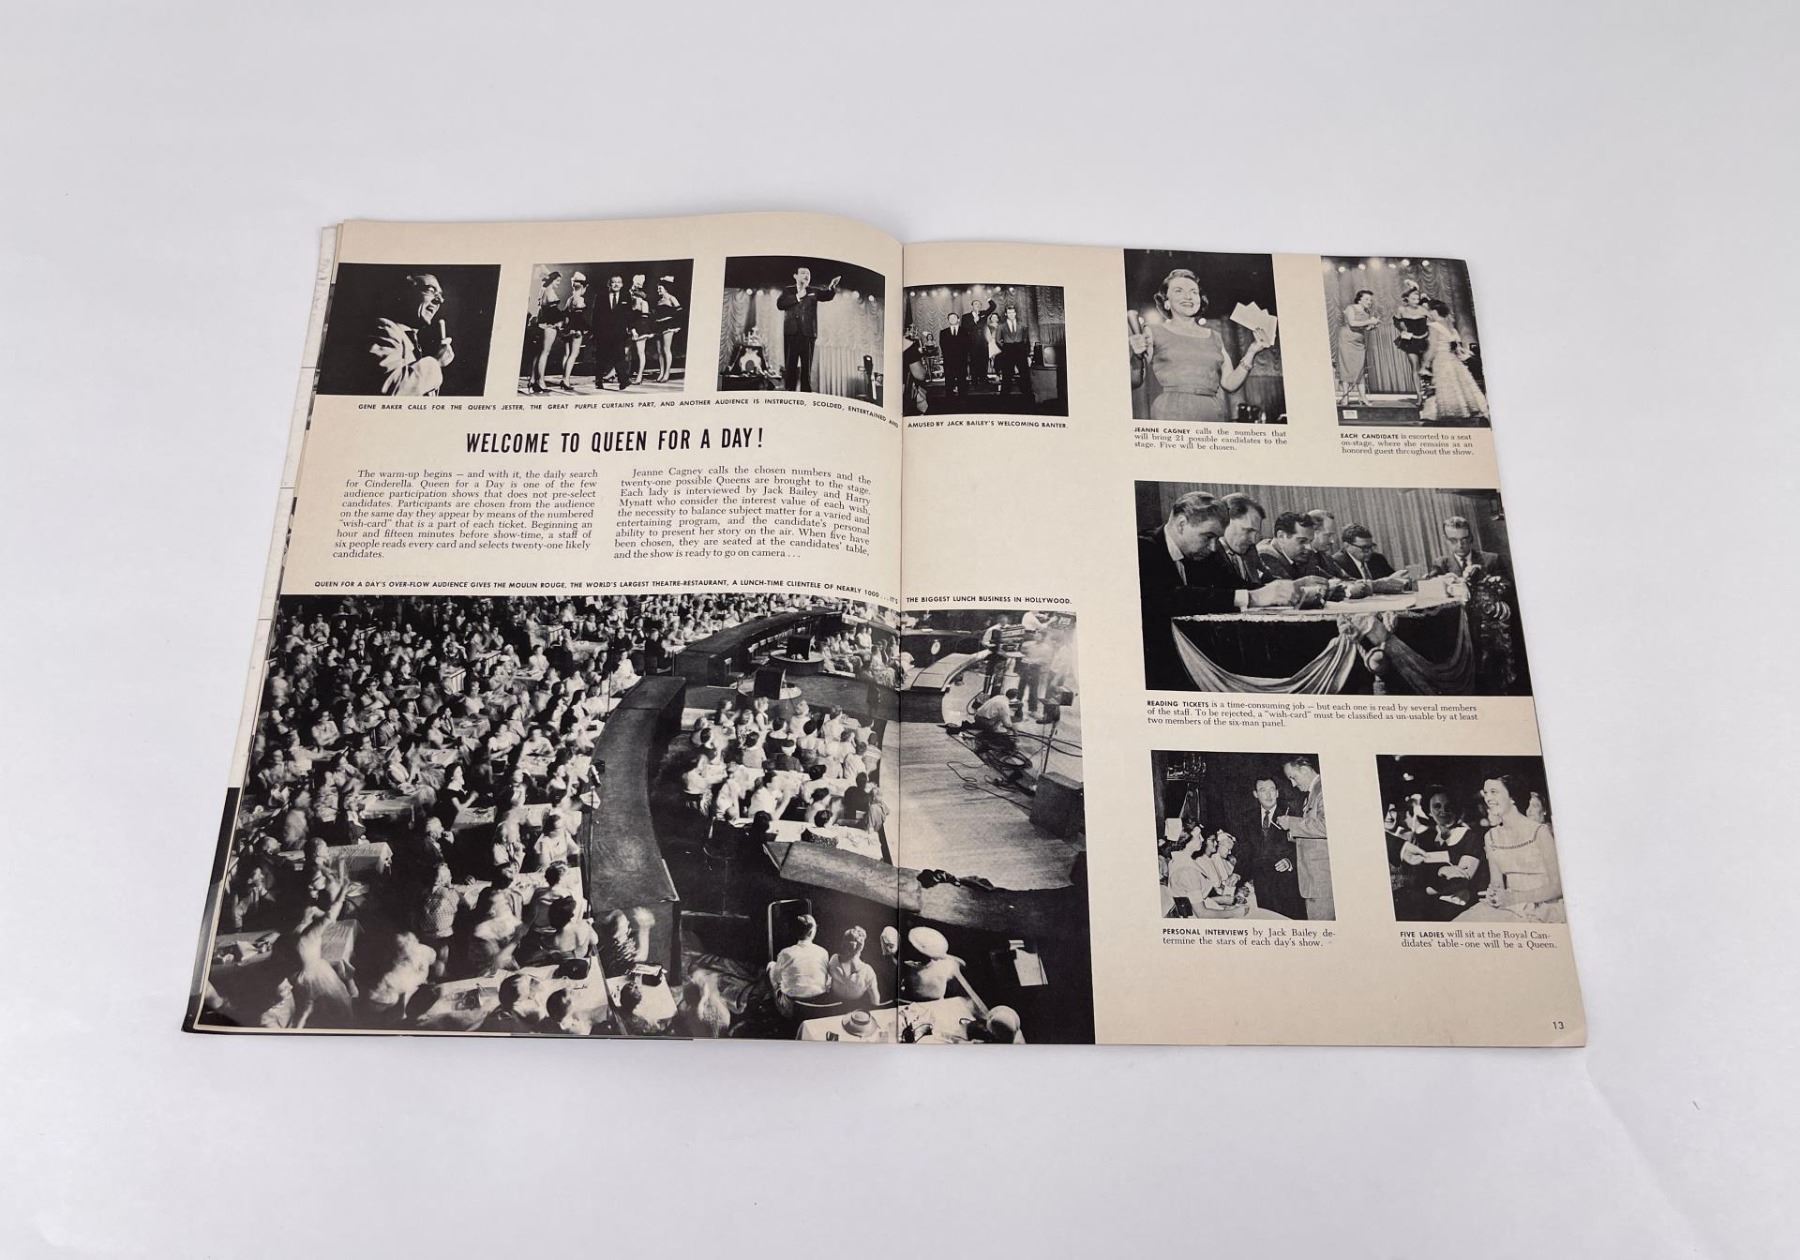 GENE BAKER CALLS FOR THE QUEEN'S JESTER, THE GREAT PURPLE CURTAINS PART, AND ANOTHER AUDIENCE IS INSTRUCTED, SCOLDED, ENTERTAINED AND AMUSED BY JACK BAILEY'S WELCOMING BANTER.
WELCOME TO QUEEN FOR A DAY!
The warm-up begins — and with it, the daily search
for Cinderella. Queen for a Day is one of the few
audience participation shows that does not pre-select
candidates. Participants are chosen from the audience
on the same day they appear by means of the numbered
"wish-card" that is a part of each ticket. Beginning an
hour and fifteen minutes before show-time, a staff of
six people reads every card and selects twenty-one likely
candidates.
Jeanne Cagney calls the chosen numbers and the
twenty-one possible Queens are brought to the stage.
Each lady is interviewed by Jack Bailey and Harry
Mynatt who consider the interest value of each wish,
the necessity to balance subject matter for a varied and
entertaining program, and the candidate's personal
ability to present her story on the air. When five have
been chosen, they are seated at the candidates' table,
and the show is ready to go on camera . . .
QUEEN FOR A DAY'S OVER-FLOW AUDIENCE GIVES THE MOULIN ROUGE, THE WORLD'S LARGEST THEATRE-RESTAURANT, A LUNCH-TIME CLIENTELE OF NEARLY 1000 . . . IT'S THE BIGGEST LUNCH BUSINESS IN HOLLYWOOD.
JEANNE CAGNEY calls the numbers that
will bring 21 possible candidates to the
stage. Five will be chosen.
EACH CANDIDATE is escorted to a seat
on-stage, where she remains as an
honored guest throughout the show.
READING TICKETS is a time-consuming job — but each one is read by several members
of the staff. To be rejected, a "wish-card" must be classified as un-usable by at least
two members of the six-man panel.
PERSONAL INTERVIEWS by Jack Bailey de-
termine the stars of each day's show.
FIVE LADIES will sit at the Royal Can-
didates' table - one will be a Queen.
13